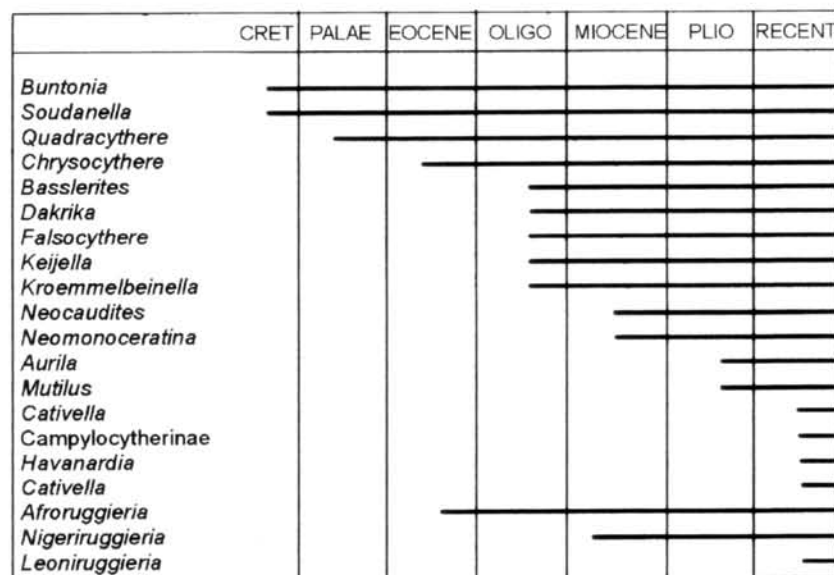 CRET PALAE EOCENE OLIGO MIOCENE PLIO RECENT
Buntonia
Soudanella
Quadracythere
Chrysocythere
Basslerites
Dakrika
Falsocythere
Keijella
Kroemmelbeinella
Neocaudites
Neomonoceratina
Aurila
Mutilus
Cativella
Campylocytherinae
Havanardia
Cativella
Afroruggieria
Nigeriruggieria
Leoniruggieria